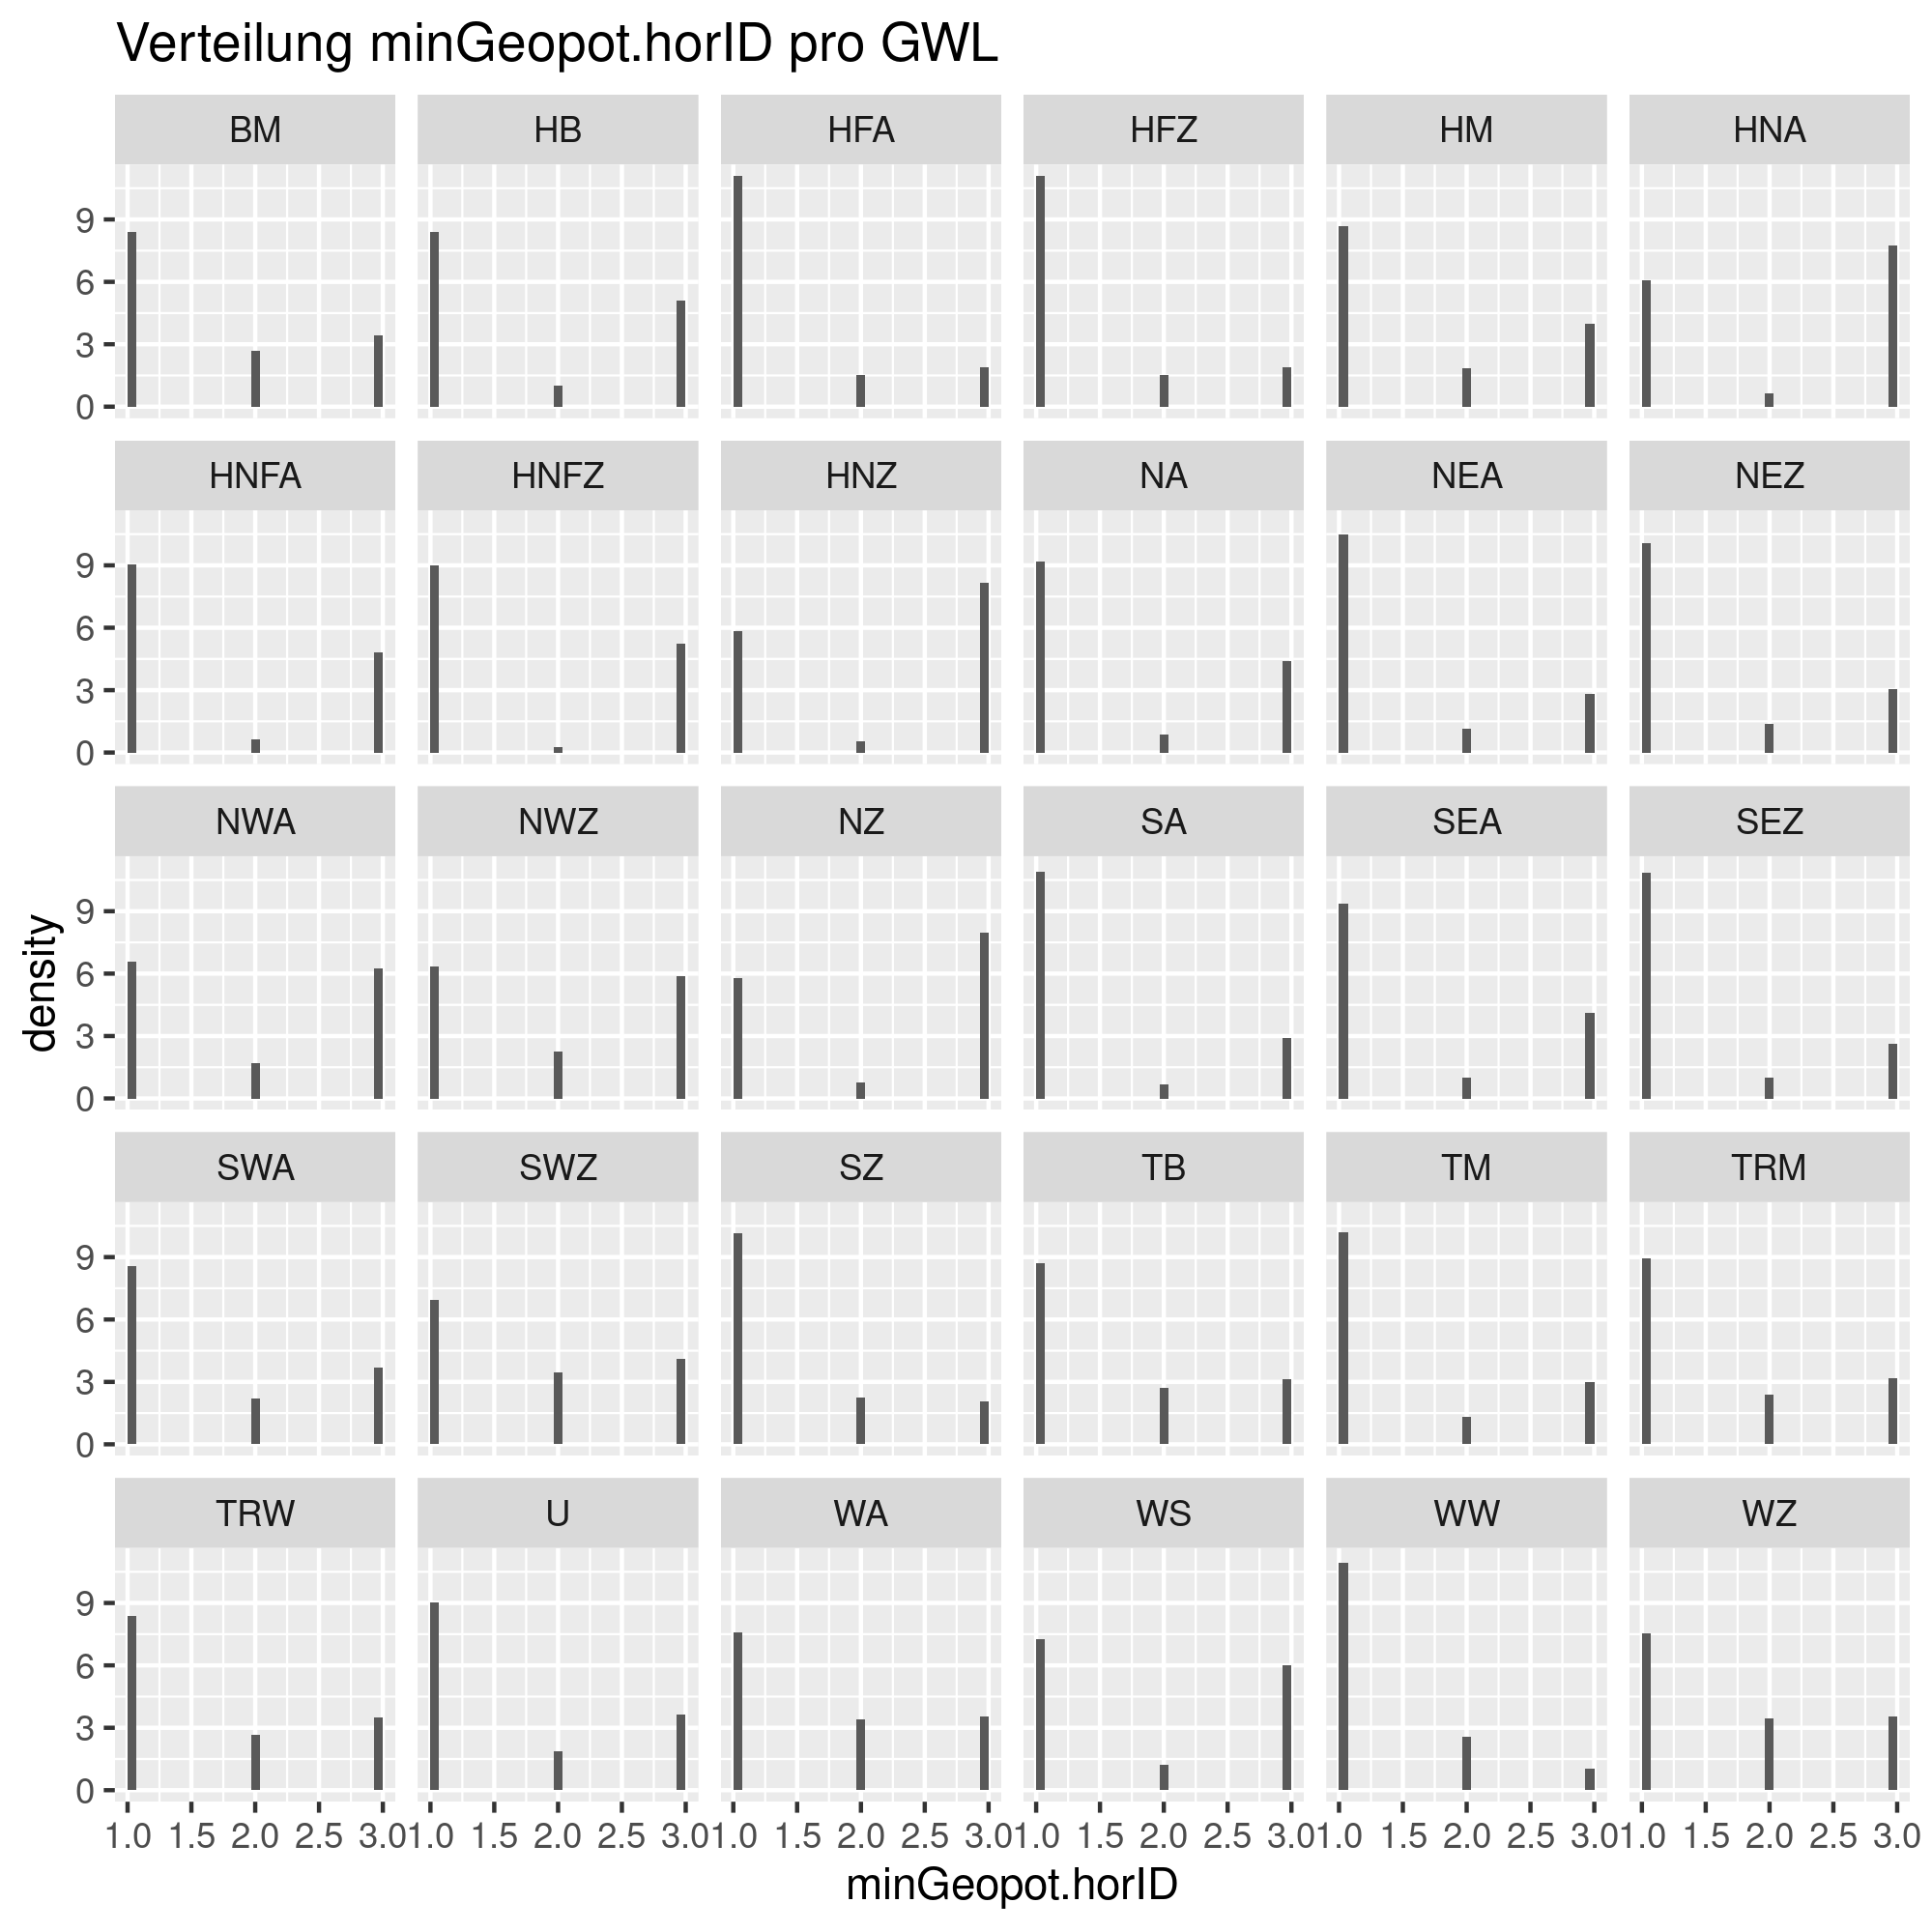 Verteilung minGeopot.horID pro GWL
BM HB HFA HFZ HM HNA
9
6
3
0
HNFA HNFZ HNZ NA NEA NEZ
9
6
3
0
NWA NWZ NZ SA SEA SEZ
9
6
3
0
density
SWA SWZ SZ TB TM TRM
9
6
3
0
TRW U WA WS WW WZ
9
6
3
0
1.0 1.5 2.0 2.5 3.0 1.0 1.5 2.0 2.5 3.0 1.0 1.5 2.0 2.5 3.0 1.0 1.5 2.0 2.5 3.0 1.0 1.5 2.0 2.5 3.0 1.0 1.5 2.0 2.5 3.0
minGeopot.horID